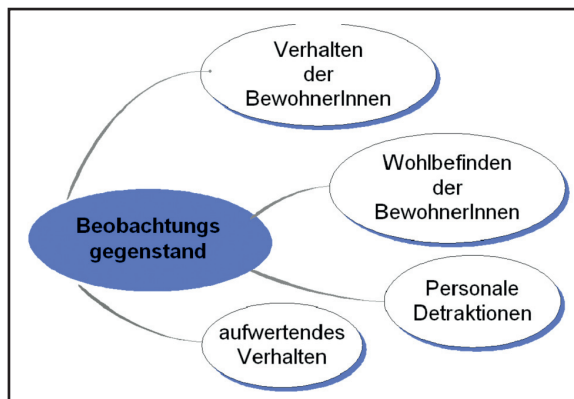 Verhalten
der
BewohnerInnen
Wohlbefinden
der
BewohnerInnen
Beobachtungs
gegenstand
Personale
Detraktionen
aufwertendes
Verhalten